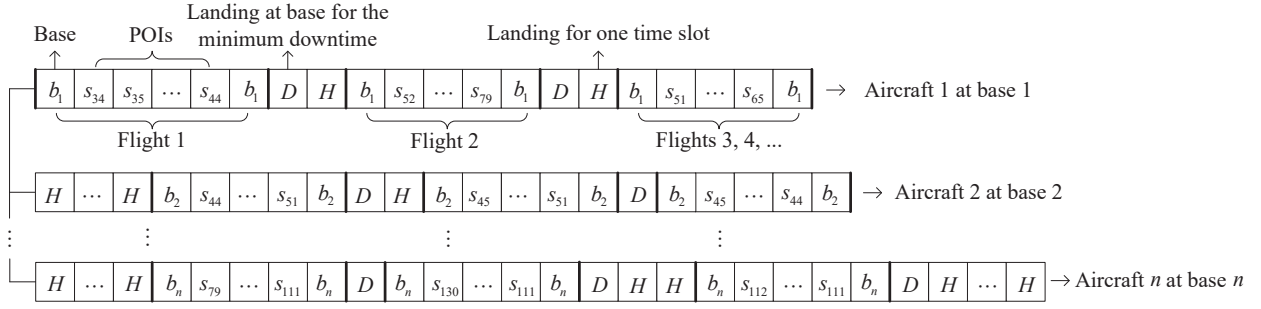 Landing at base for the
minimum downtime
Base
POIs
Landing for one time slot
b₁ s₃₄ s₃₅ ⋯ s₄₄ b₁ D H b₁ s₅₂ ⋯ s₇₉ b₁ D H b₁ s₅₁ ⋯ s₆₅ b₁ → Aircraft 1 at base 1
Flight 1
Flight 2
Flights 3, 4, ...
H ⋯ H b₂ s₄₄ ⋯ s₅₁ b₂ D H b₂ s₄₅ ⋯ s₅₁ b₂ D b₂ s₄₅ ⋯ s₄₄ b₂ → Aircraft 2 at base 2
⋮ ⋮ ⋮ ⋮
H ⋯ H bₙ s₇₉ ⋯ s₁₁₁ bₙ D bₙ s₁₃₀ ⋯ s₁₁₁ bₙ D H H bₙ s₁₁₂ ⋯ s₁₁₁ bₙ D H ⋯ H → Aircraft n at base n